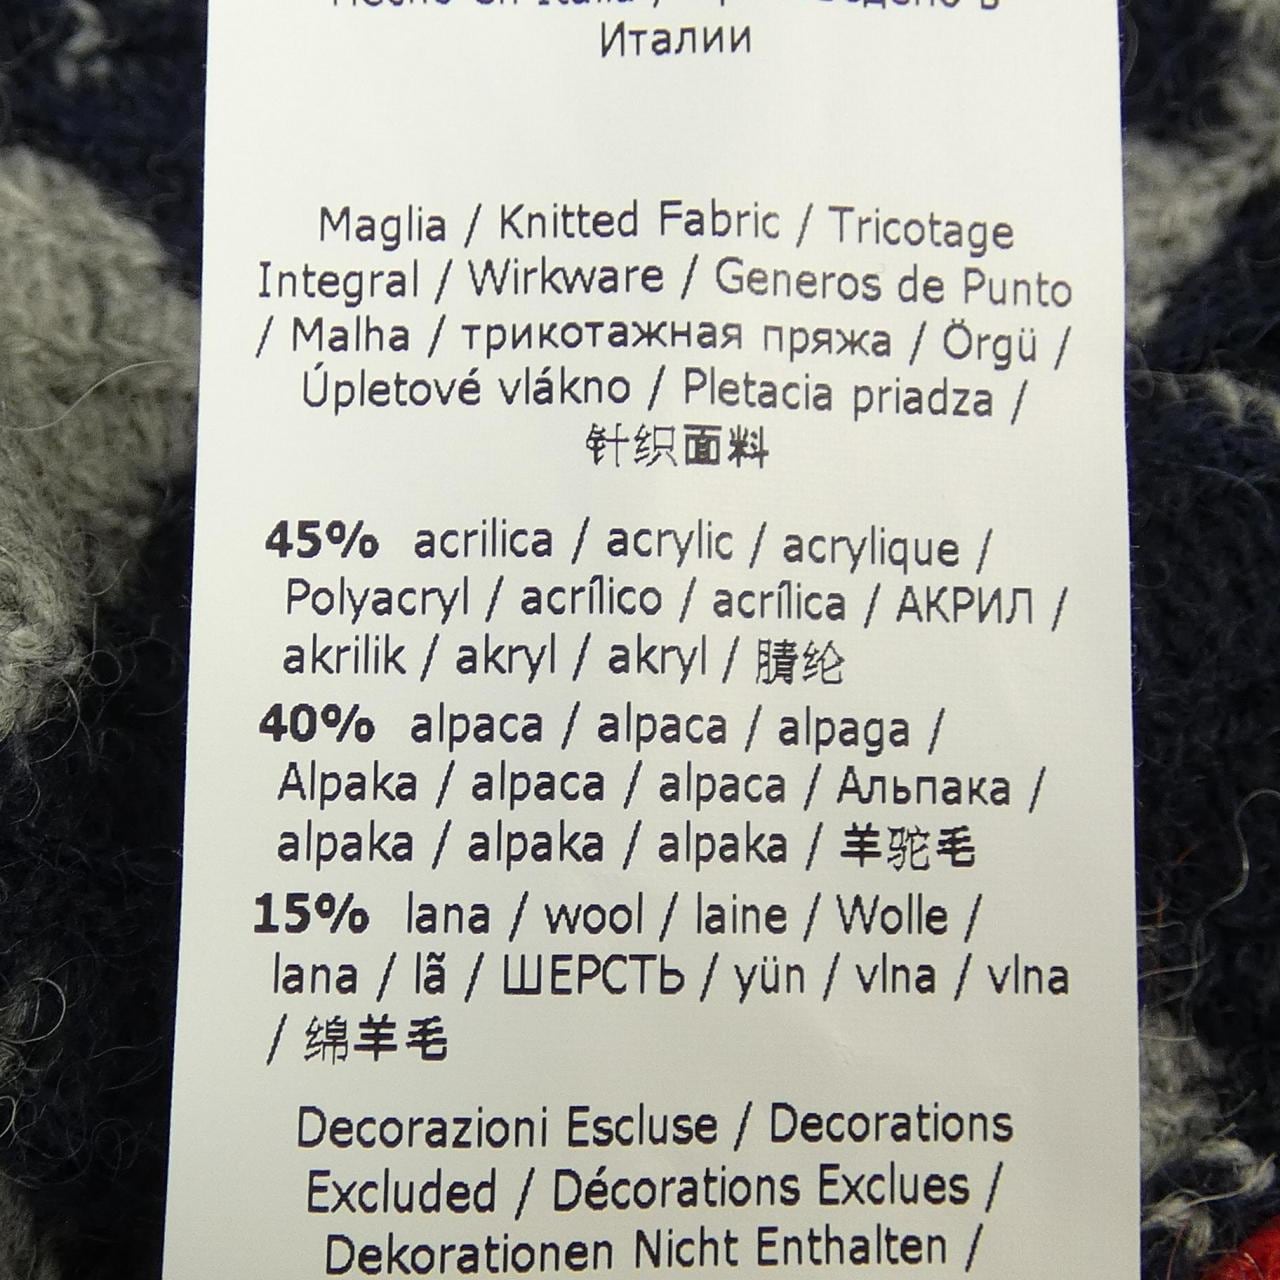 Hecho en Italia /
Италии
Maglia / Knitted Fabric / Tricotage
Integral / Wirkware / Generos de Punto
/ Malha / трикотажная пряжа / Örgü /
Úpletové vlákno / Pletacia priadza /
针织面料
45% acrilica / acrylic / acrylique /
Polyacryl / acrílico / acrílica / АКРИЛ /
akrilik / akryl / akryl / 腈纶
40% alpaca / alpaca / alpaga /
Alpaka / alpaca / alpaca / Альпака /
alpaka / alpaka / alpaka / 羊驼毛
15% lana / wool / laine / Wolle /
lana / lã / ШЕРСТЬ / yün / vlna / vlna
/ 绵羊毛
Decorazioni Escluse / Decorations
Excluded / Décorations Exclues /
Dekorationen Nicht Enthalten /